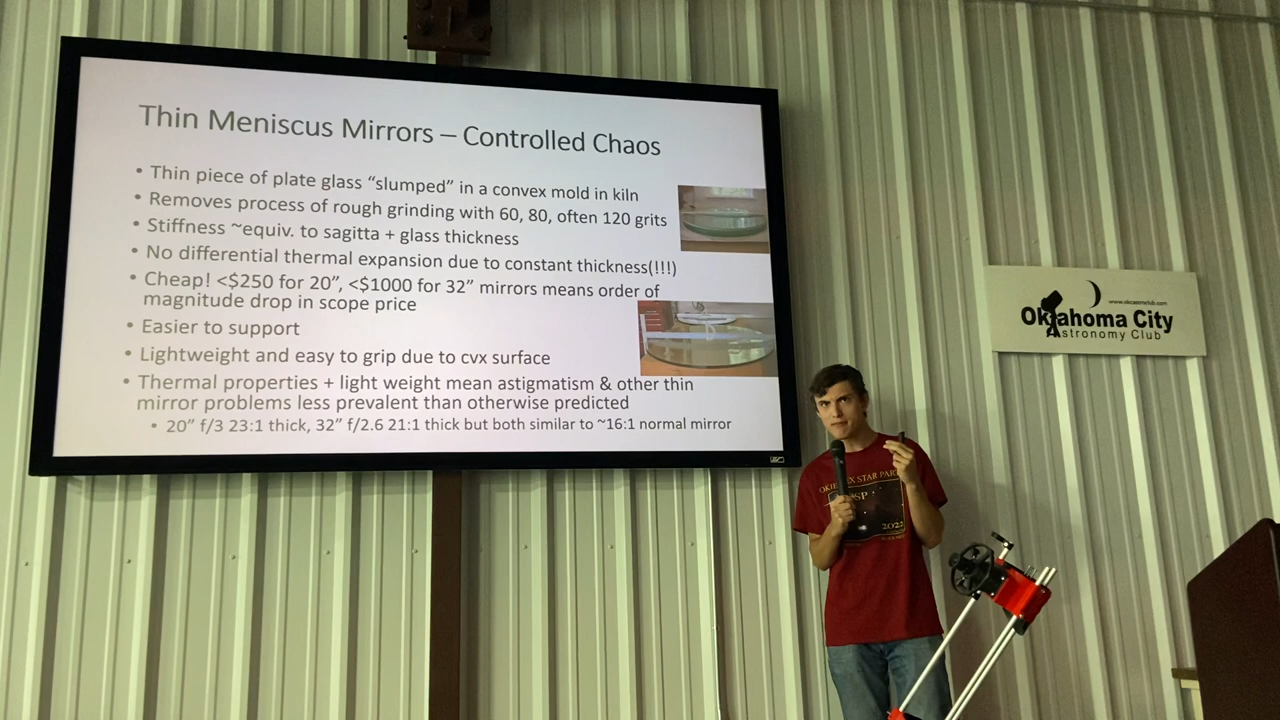 Thin Meniscus Mirrors – Controlled Chaos
• Thin piece of plate glass “slumped” in a convex mold in kiln
• Removes process of rough grinding with 60, 80, often 120 grits
• Stiffness ~equiv. to sagitta + glass thickness
• No differential thermal expansion due to constant thickness(!!!)
• Cheap! <$250 for 20”, <$1000 for 32” mirrors means order of
magnitude drop in scope price
• Easier to support
• Lightweight and easy to grip due to cvx surface
• Thermal properties + light weight mean astigmatism & other thin
mirror problems less prevalent than otherwise predicted
• 20” f/3 23:1 thick, 32” f/2.6 21:1 thick but both similar to ~16:1 normal mirror
www.okcastroclub.com
Oklahoma City
Astronomy Club
STAR
SP
2022